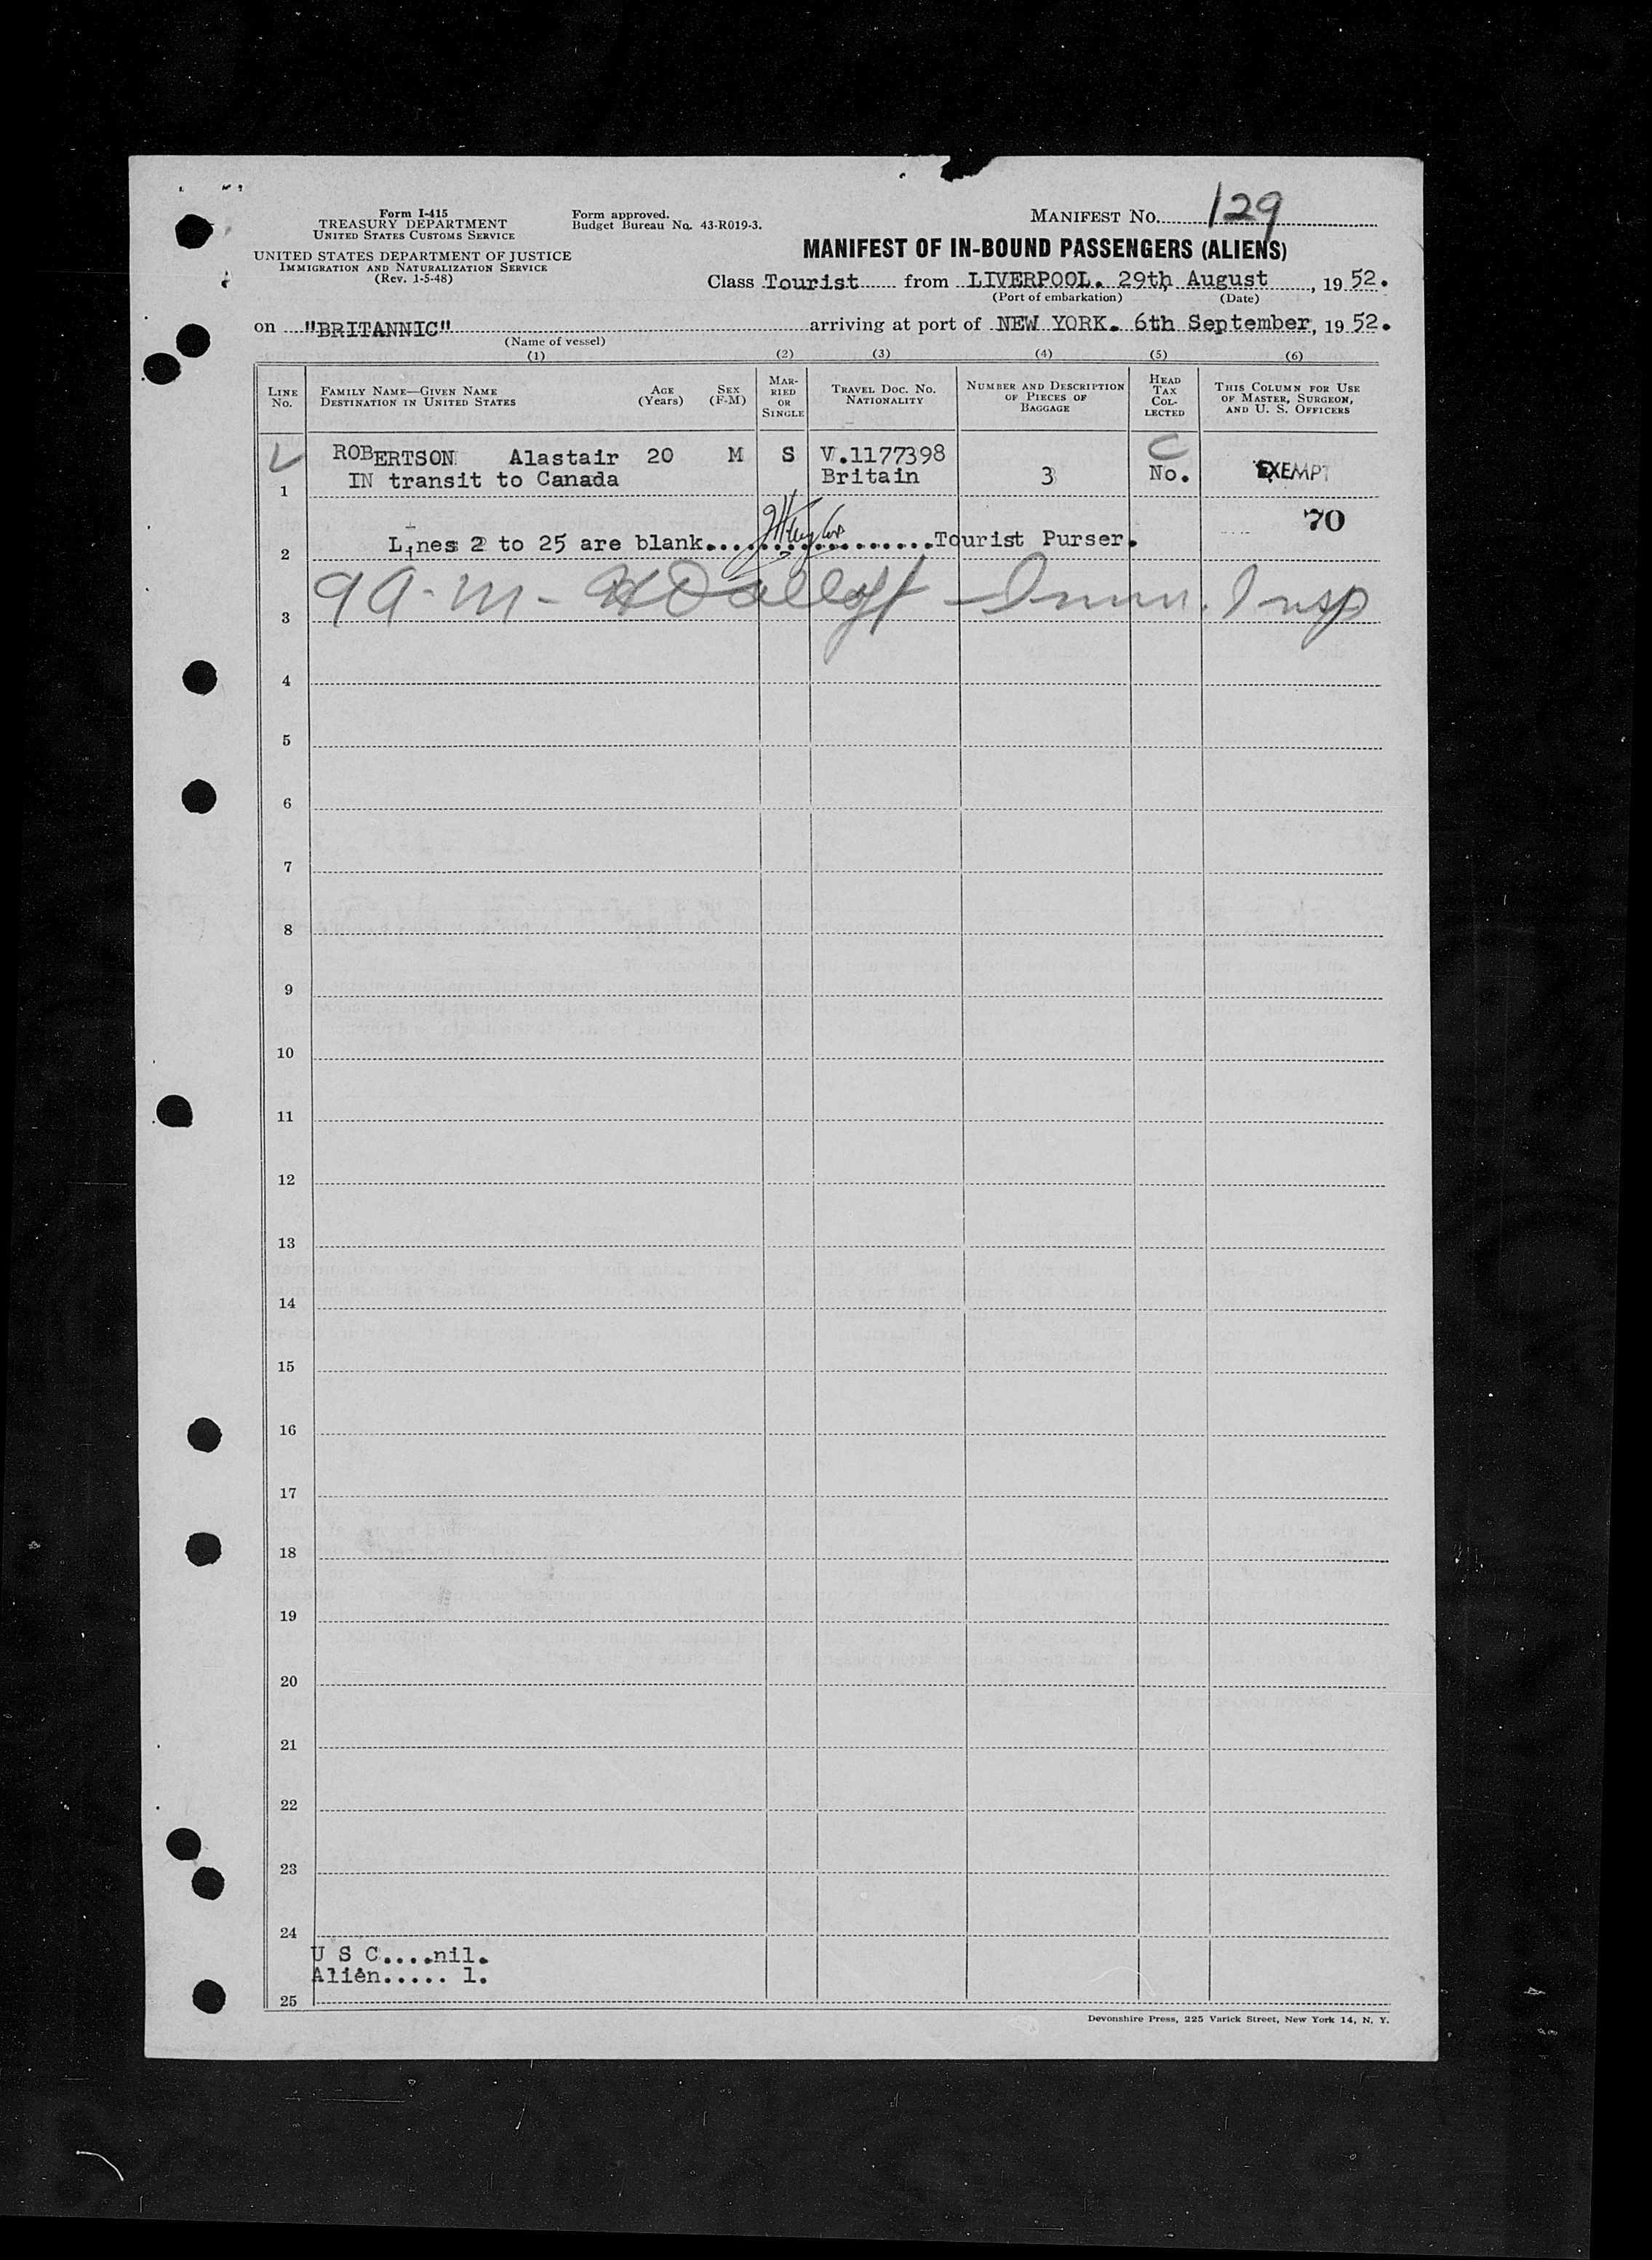 Form I-415
TREASURY DEPARTMENT
UNITED STATES CUSTOMS SERVICE
UNITED STATES DEPARTMENT OF JUSTICE
IMMIGRATION AND NATURALIZATION SERVICE
(Rev. 1-5-48)
Form approved.
Budget Bureau No. 43-R019-3.
MANIFEST NO. 129
MANIFEST OF IN-BOUND PASSENGERS (ALIENS)
Class Tourist from LIVERPOOL. 29th August, 19 52.
(Port of embarkation) (Date)
on "BRITANNIC" arriving at port of NEW YORK. 6th September, 19 52.
(Name of vessel)
(1) (2) (3) (4) (5) (6)
LINE NO. FAMILY NAME—GIVEN NAME DESTINATION IN UNITED STATES AGE (Years) SEX (F-M) MARRIED OR SINGLE TRAVEL DOC. NO. NATIONALITY NUMBER AND DESCRIPTION OF PIECES OF BAGGAGE HEAD TAX COLLECTED THIS COLUMN FOR USE OF MASTER, SURGEON, AND U. S. OFFICERS
ROBERTSON Alastair 20 M S V.1177398 C
1 IN transit to Canada Britain 3 No. EXEMPT
70
2 Lines 2 to 25 are blank.................Tourist Purser.
3 9 A-M- Imm. Insp
4
5
6
7
8
9
10
11
12
13
14
15
16
17
18
19
20
21
22
23
24
U S C....nil.
Alien..... 1.
25
Devonshire Press, 225 Varick Street, New York 14, N. Y.